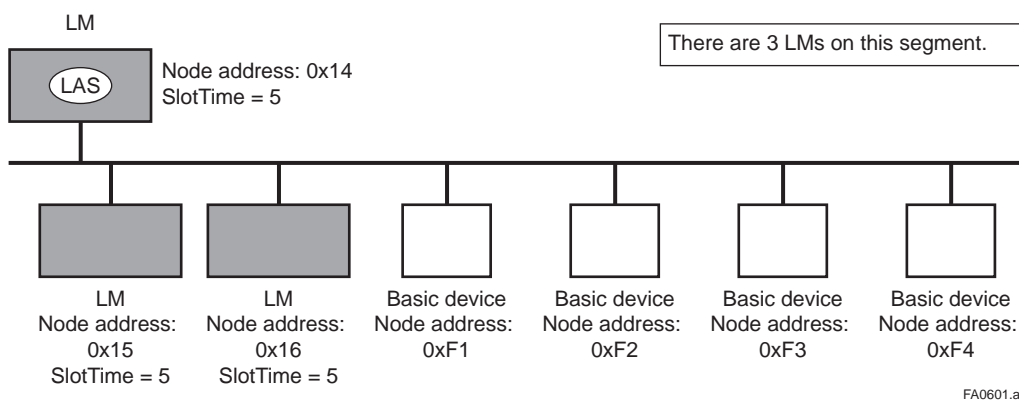 LM
There are 3 LMs on this segment.
LAS
Node address: 0x14
SlotTime = 5
LM
Node address:
0x15
SlotTime = 5
LM
Node address:
0x16
SlotTime = 5
Basic device
Node address:
0xF1
Basic device
Node address:
0xF2
Basic device
Node address:
0xF3
Basic device
Node address:
0xF4
FA0601.a